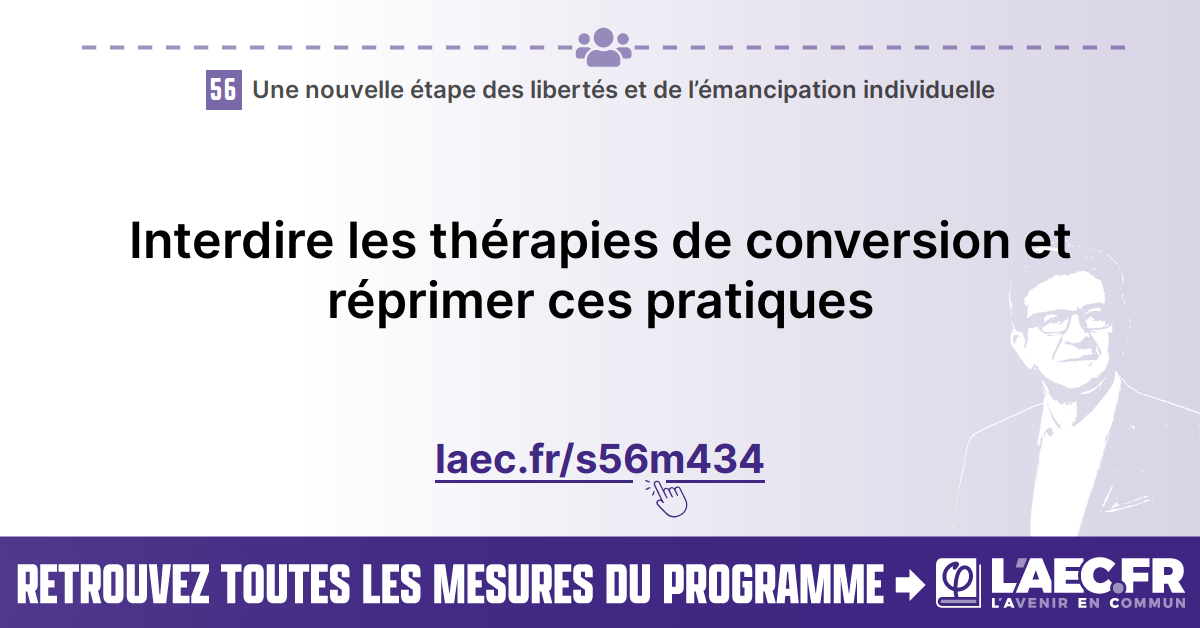 56 Une nouvelle étape des libertés et de l’émancipation individuelle
Interdire les thérapies de conversion et
réprimer ces pratiques
laec.fr/s56m434
RETROUVEZ TOUTES LES MESURES DU PROGRAMME
L'AEC.FR
L'AVENIR EN COMMUN